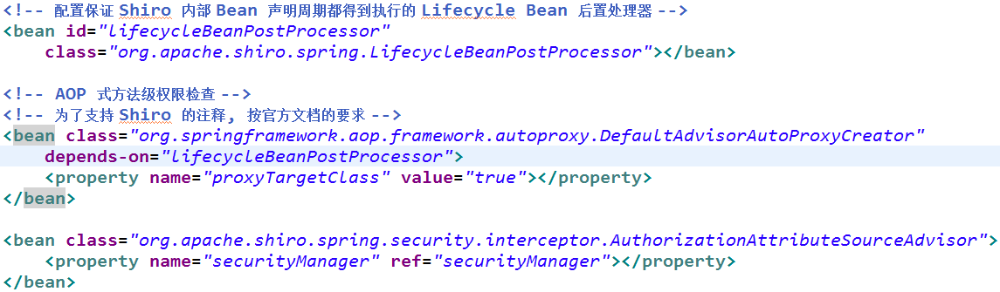 <!-- 配置保证 Shiro 内部 Bean 声明周期都得到执行的 Lifecycle Bean 后置处理器 -->
<bean id="lifecycleBeanPostProcessor"
class="org.apache.shiro.spring.LifecycleBeanPostProcessor"></bean>
<!-- AOP 式方法级权限检查 -->
<!-- 为了支持 Shiro 的注释, 按官方文档的要求 -->
<bean class="org.springframework.aop.framework.autoproxy.DefaultAdvisorAutoProxyCreator"
depends-on="lifecycleBeanPostProcessor">
<property name="proxyTargetClass" value="true"></property>
</bean>
<bean class="org.apache.shiro.spring.security.interceptor.AuthorizationAttributeSourceAdvisor">
<property name="securityManager" ref="securityManager"></property>
</bean>